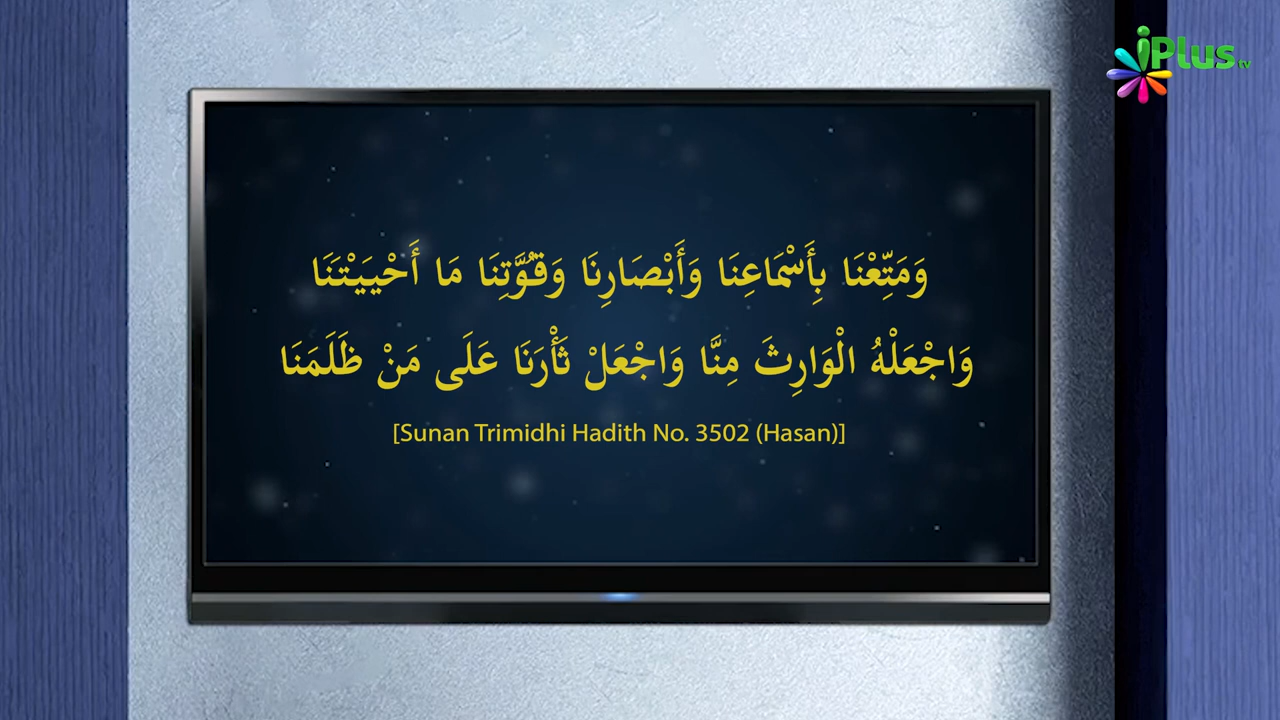 iPlus tv
وَمَتِّعْنَا بِأَسْمَاعِنَا وَأَبْصَارِنَا وَقُوَّتِنَا مَا أَحْيَيْتَنَا
وَاجْعَلْهُ الْوَارِثَ مِنَّا وَاجْعَلْ ثَأْرَنَا عَلَى مَنْ ظَلَمَنَا
[Sunan Trimidhi Hadith No. 3502 (Hasan)]